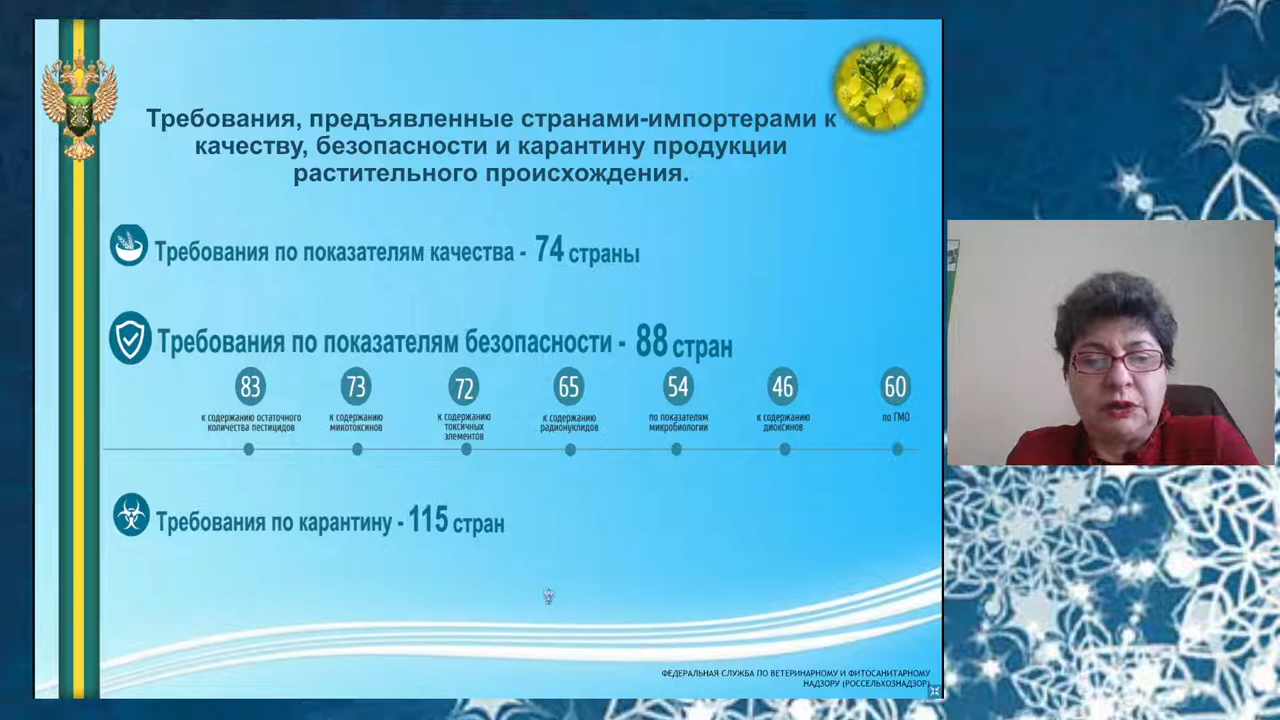 Требования, предъявленные странами-импортерами к
качеству, безопасности и карантину продукции
растительного происхождения.
Требования по показателям качества - 74 страны
Требования по показателям безопасности - 88 стран
83
к содержанию остаточного
количества пестицидов
73
к содержанию
микотоксинов
72
к содержанию
токсичных
элементов
65
к содержанию
радионуклидов
54
по показателям
микробиологии
46
к содержанию
диоксинов
60
по ГМО
Требования по карантину - 115 стран
ФЕДЕРАЛЬНАЯ СЛУЖБА ПО ВЕТЕРИНАРНОМУ И ФИТОСАНИТАРНОМУ
НАДЗОРУ (РОССЕЛЬХОЗНАДЗОР)